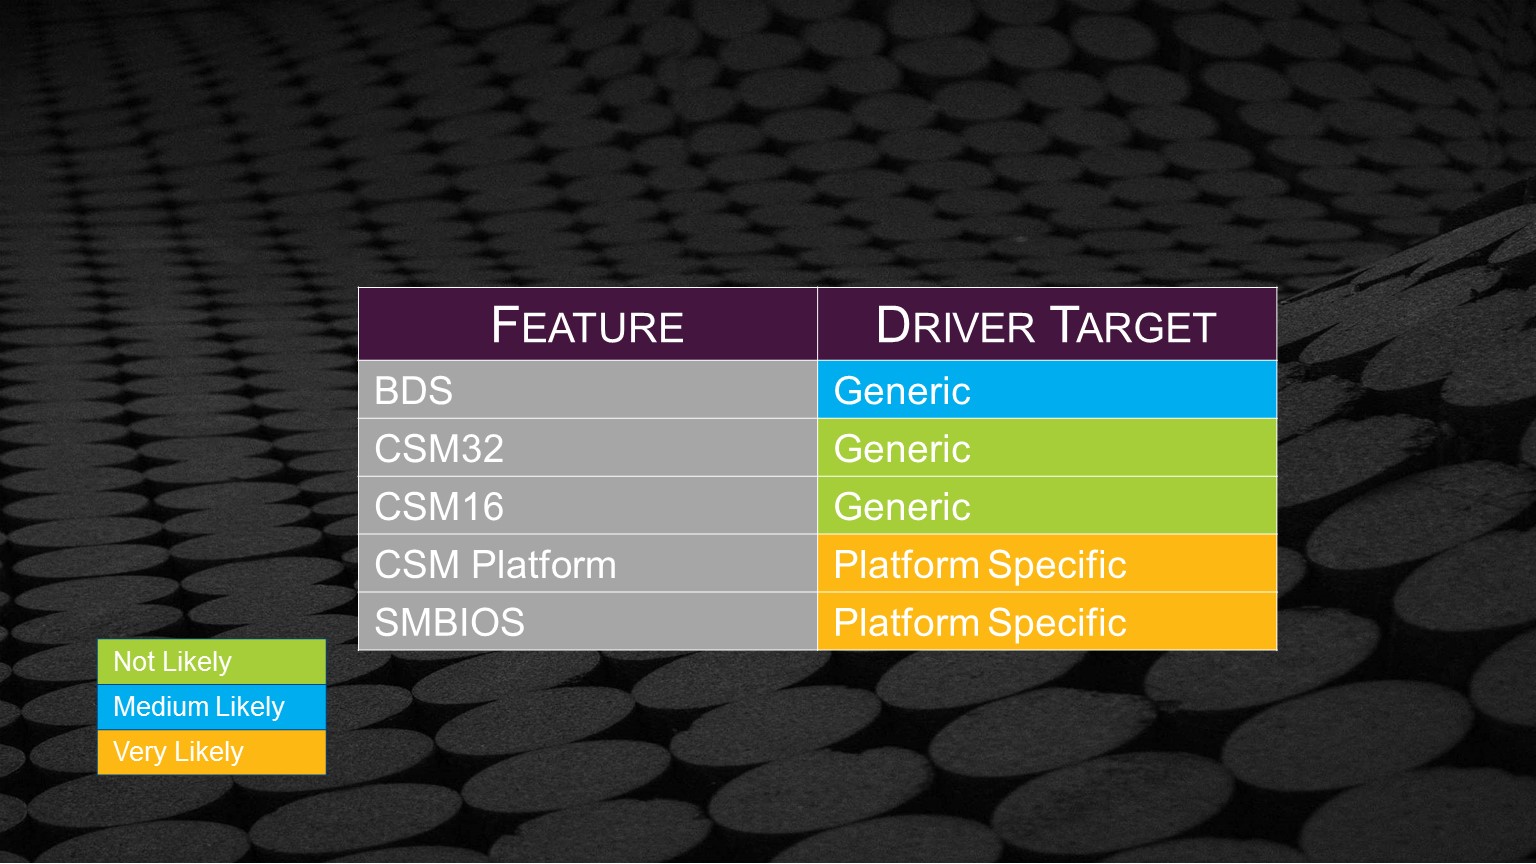 FEATURE DRIVER TARGET
BDS Generic
CSM32 Generic
CSM16 Generic
CSM Platform Platform Specific
SMBIOS Platform Specific
Not Likely
Medium Likely
Very Likely